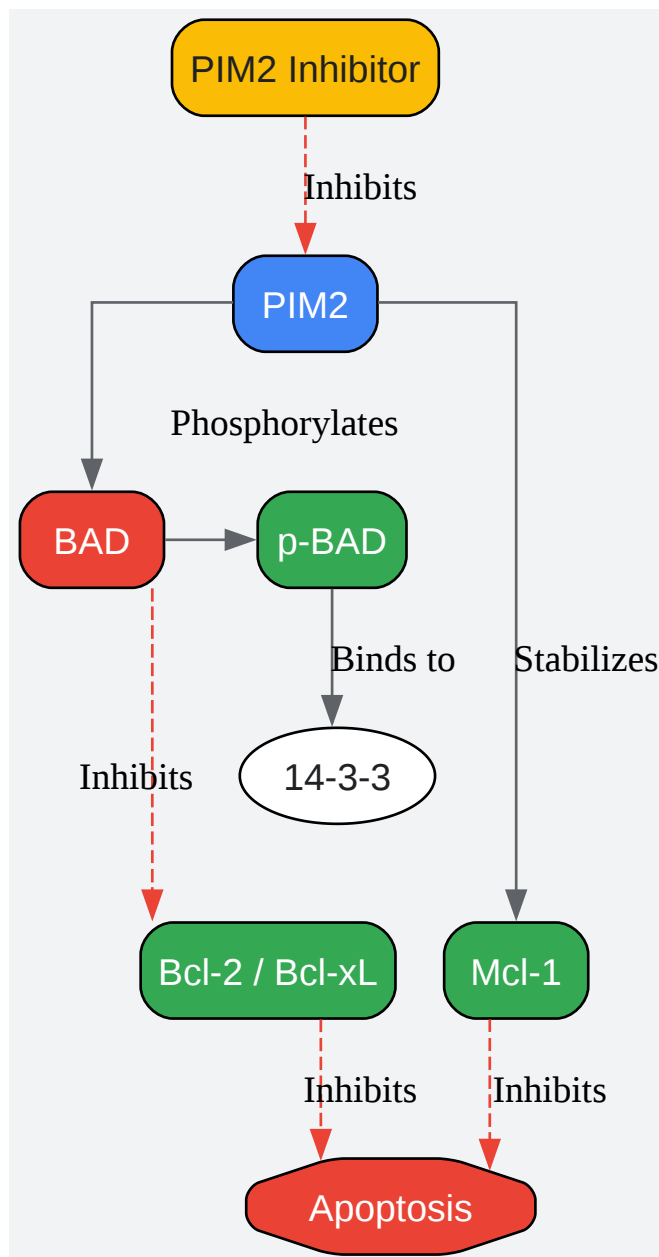 PIM2 Inhibitor
Inhibits
PIM2
Phosphorylates
BAD
p-BAD
Binds to
Stabilizes
14-3-3
Inhibits
Bcl-2 / Bcl-xL
Mcl-1
Inhibits
Inhibits
Apoptosis